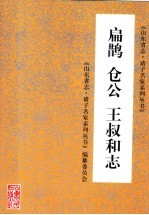 《山东省志·诸子名家系列丛书》
扁鹊 仓公 王叔和志
《山东省志·诸子名家系列丛书》编纂委员会